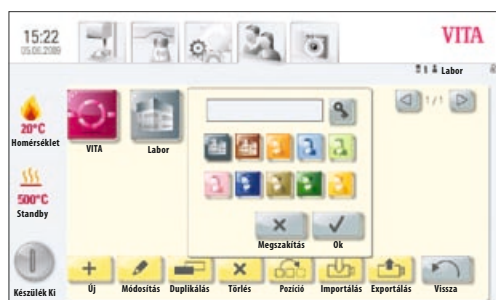 15:22
05.06.2009
VITA
Labor
20°C
Homérséklet
500°C
Standby
Készülék Ki
VITA
Labor
1/1
Megszakítás
Ok
Új
Módosítás
Duplikálás
Törlés
Pozíció
Importálás
Exportálás
Vissza